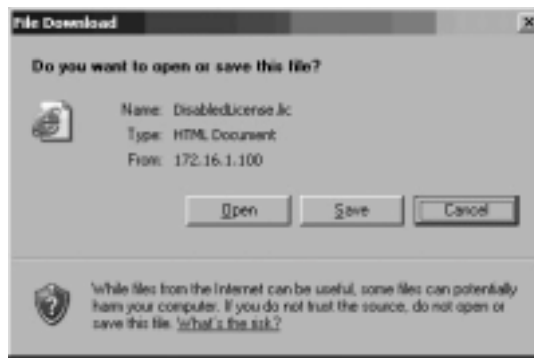 File Download
Do you want to open or save this file?
Name: DisabledLicense.lic
Type: HTML Document
From: 172.16.1.100
Open Save Cancel
While files from the Internet can be useful, some files can potentially
harm your computer. If you do not trust the source, do not open or
save this file. What's the risk?